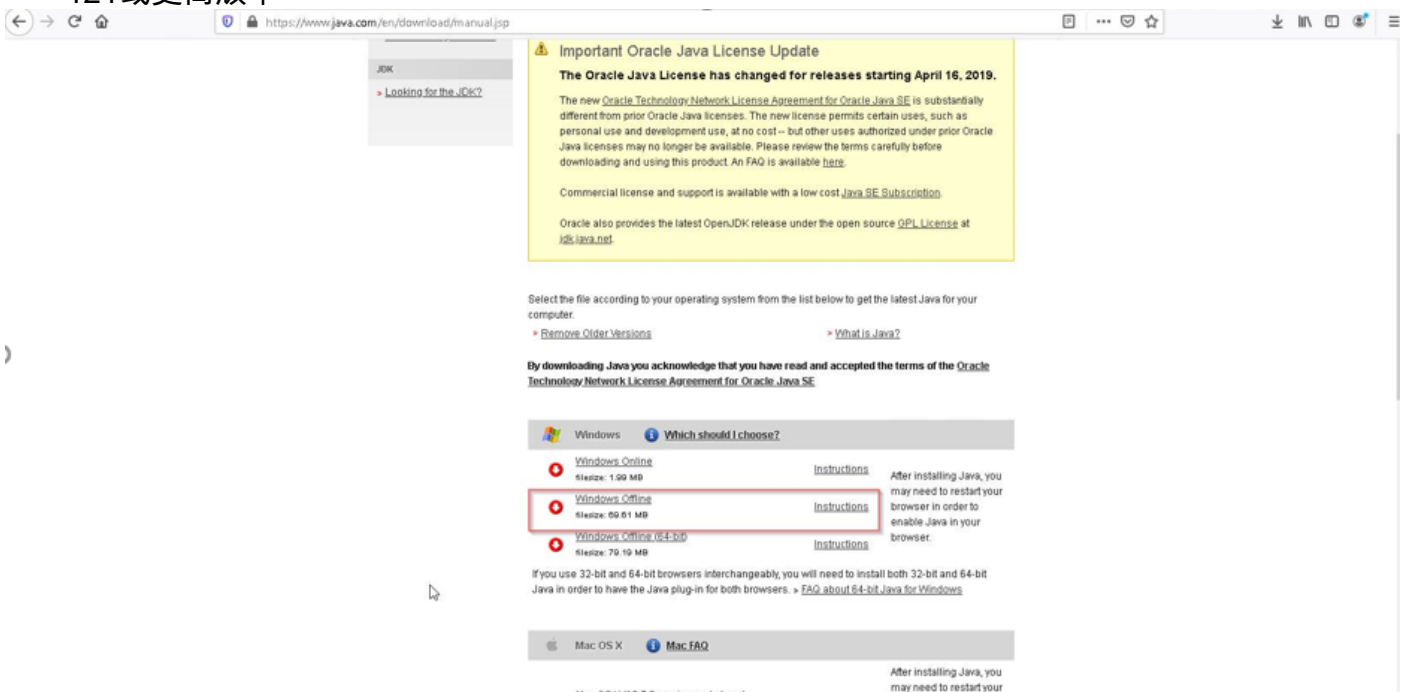 https://www.java.com/en/download/manual.jsp
JDK
» Looking for the JDK?
Important Oracle Java License Update
The Oracle Java License has changed for releases starting April 16, 2019.
The new Oracle Technology Network License Agreement for Oracle Java SE is substantially
different from prior Oracle Java licenses. The new license permits certain uses, such as
personal use and development use, at no cost -- but other uses authorized under prior Oracle
Java licenses may no longer be available. Please review the terms carefully before
downloading and using this product. An FAQ is available here.
Commercial license and support is available with a low cost Java SE Subscription.
Oracle also provides the latest OpenJDK release under the open source GPL License at
jdk.java.net.
Select the file according to your operating system from the list below to get the latest Java for your
computer.
» Remove Older Versions
» What is Java?
By downloading Java you acknowledge that you have read and accepted the terms of the Oracle
Technology Network License Agreement for Oracle Java SE
Windows Which should I choose?
Windows Online
filesize: 1.99 MB
Instructions
Windows Offline
filesize: 69.61 MB
Instructions
Windows Offline (64-bit)
filesize: 79.19 MB
Instructions
After installing Java, you
may need to restart your
browser in order to
enable Java in your
browser.
If you use 32-bit and 64-bit browsers interchangeably, you will need to install both 32-bit and 64-bit
Java in order to have the Java plug-in for both browsers. » FAQ about 64-bit Java for Windows
Mac OS X Mac FAQ
After installing Java, you
may need to restart your